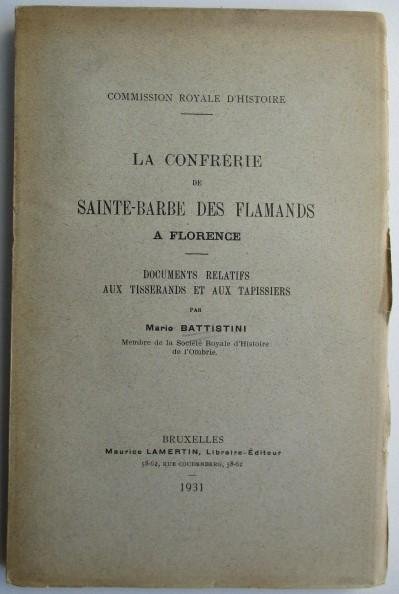 COMMISSION ROYALE D'HISTOIRE
LA CONFRÉRIE
DE
SAINTE-BARBE DES FLAMANDS
A FLORENCE
DOCUMENTS RELATIFS
AUX TISSERANDS ET AUX TAPISSIERS
PAR
Mario BATTISTINI
Membre de la Société Royale d'Histoire
de l'Ombrie.
BRUXELLES
Maurice LAMERTIN, Libraire-Éditeur
58-62, RUE COUDENBERG, 58-62
1931